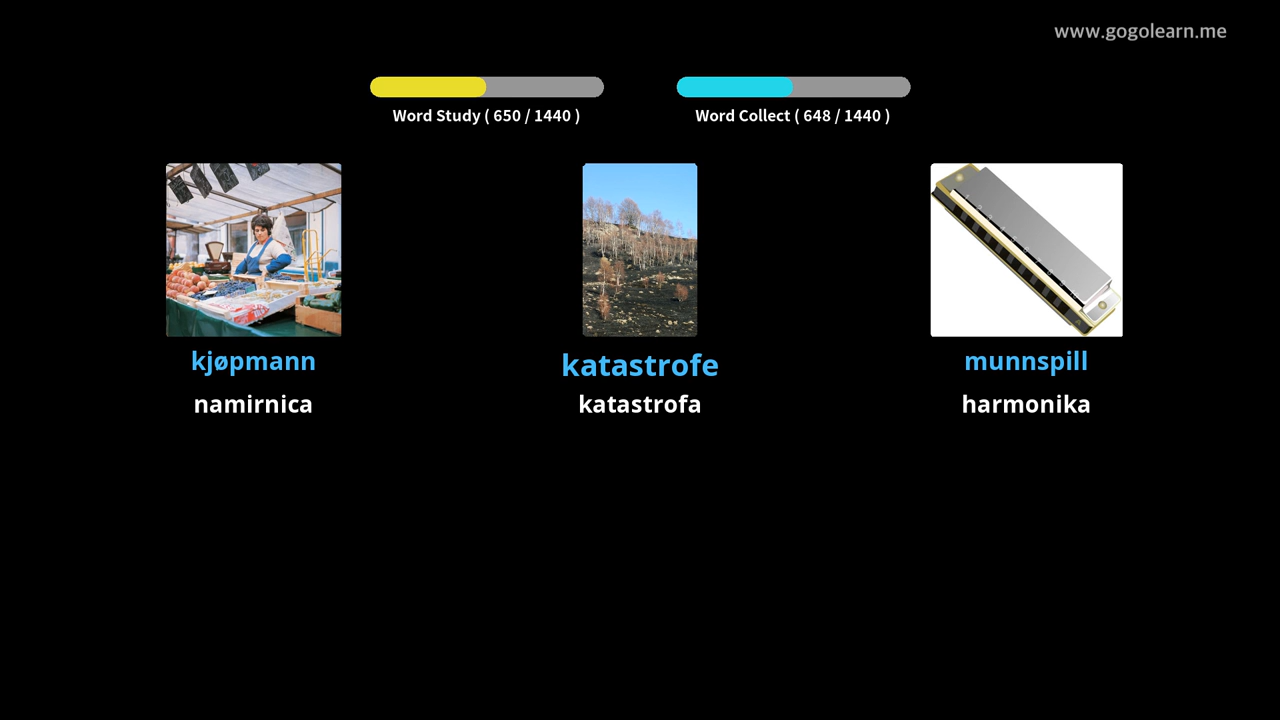 www.gogolearn.me
Word Study ( 650 / 1440 )
Word Collect ( 648 / 1440 )
kjøpmann
namirnica
katastrofe
katastrofa
munnspill
harmonika